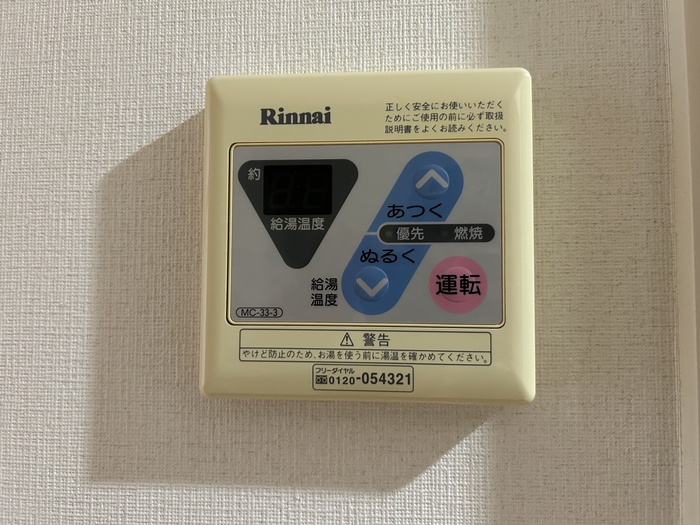 Rinnai
正しく安全にお使いいただく
ためにご使用の前に必ず取扱
説明書をよくお読みください。
約
給湯温度
あつく
優先 燃焼
ぬるく
給湯
温度
運転
MC-33-3
⚠ 警告
やけど防止のため、お湯を使う前に湯温を確かめてください。
フリーダイヤル
0120-054321